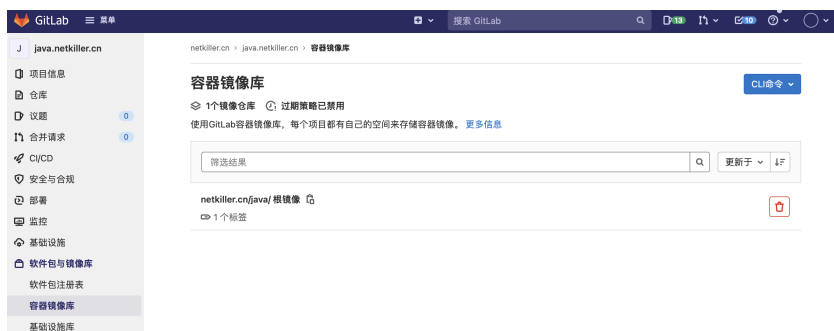 GitLab 菜单 搜索 GitLab 13 10
J java.netkiller.cn
项目信息
仓库
议题 0
合并请求 0
CI/CD
安全与合规
部署
监控
基础设施
软件包与镜像库
软件包注册表
容器镜像库
基础设施库
netkiller.cn › java.netkiller.cn › 容器镜像库
容器镜像库 CLI命令
1个镜像仓库 过期策略已禁用
使用GitLab容器镜像库，每个项目都有自己的空间来存储容器镜像。 更多信息
筛选结果 更新于
netkiller.cn/java/ 根镜像
1 个标签